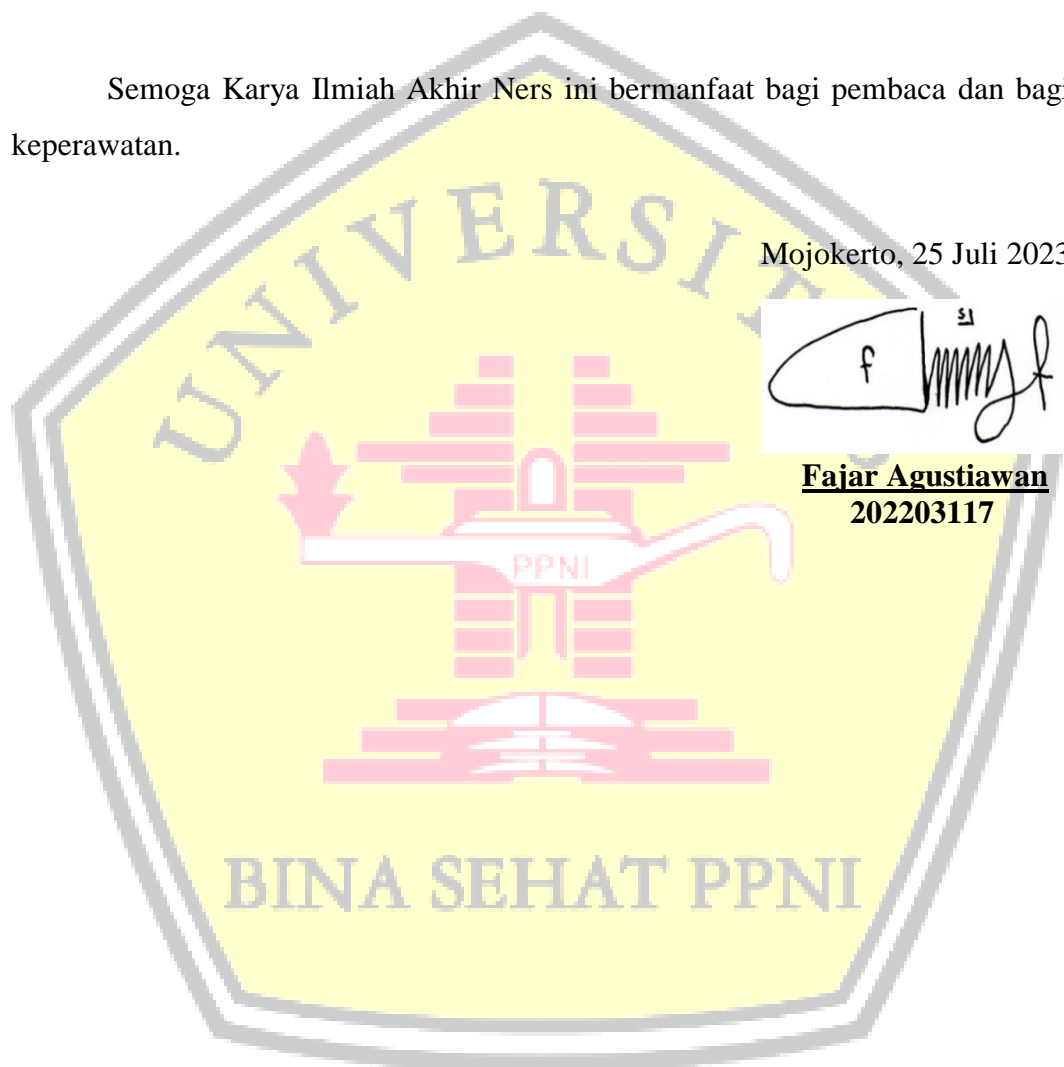 Semoga Karya Ilmiah Akhir Ners ini bermanfaat bagi pembaca dan bagi
keperawatan.
Mojokerto, 25 Juli 2023
Fajar Agustiawan
202203117
PPNI
BINA SEHAT PPNI